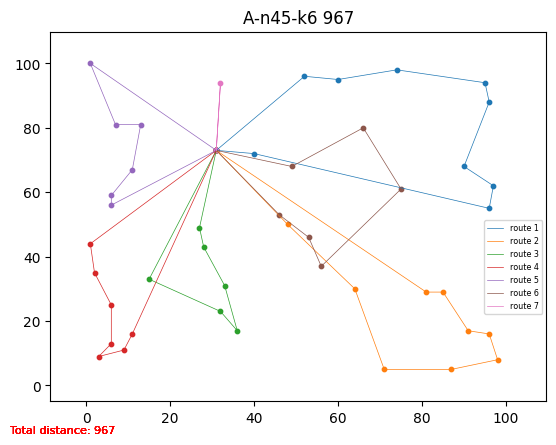 A-n45-k6 967
100
80
60
40
20
0
route 1
route 2
route 3
route 4
route 5
route 6
route 7
0 20 40 60 80 100
Total distance: 967